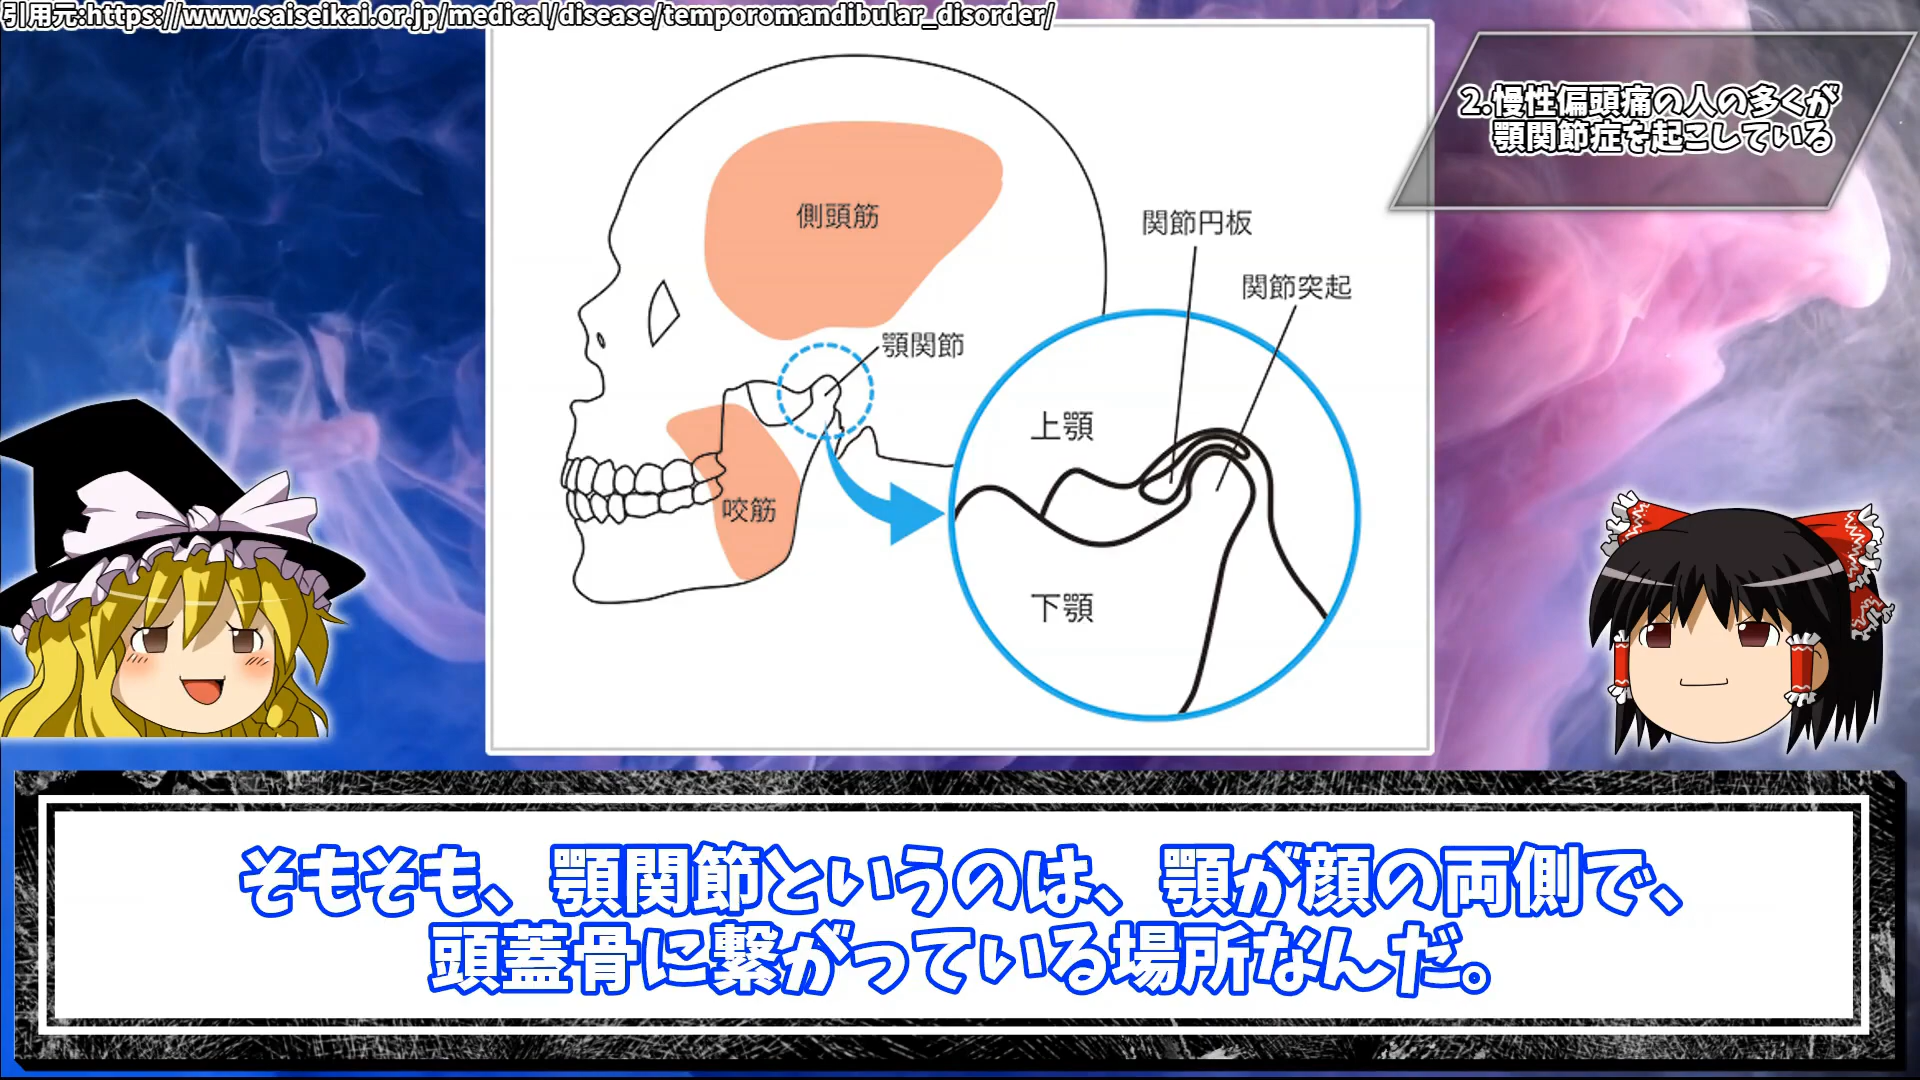 引用元:https://www.saiseikai.or.jp/medical/disease/temporomandibular_disorder/
2.慢性偏頭痛の人の多くが
顎関節症を起こしている
側頭筋
関節円板
関節突起
顎関節
上顎
咬筋
下顎
そもそも、顎関節というのは、顎が顔の両側で、
頭蓋骨に繋がっている場所なんだ。